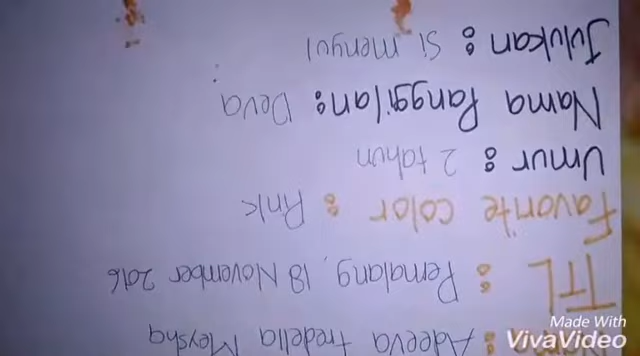 Adeeva Fredella Meysha
TTL : Pemalang, 18 November 2016
Favorite color : Pink
Umur : 2 tahun
Nama Panggilan : Deva
Julukan : Si menyul
Made With
VivaVideo